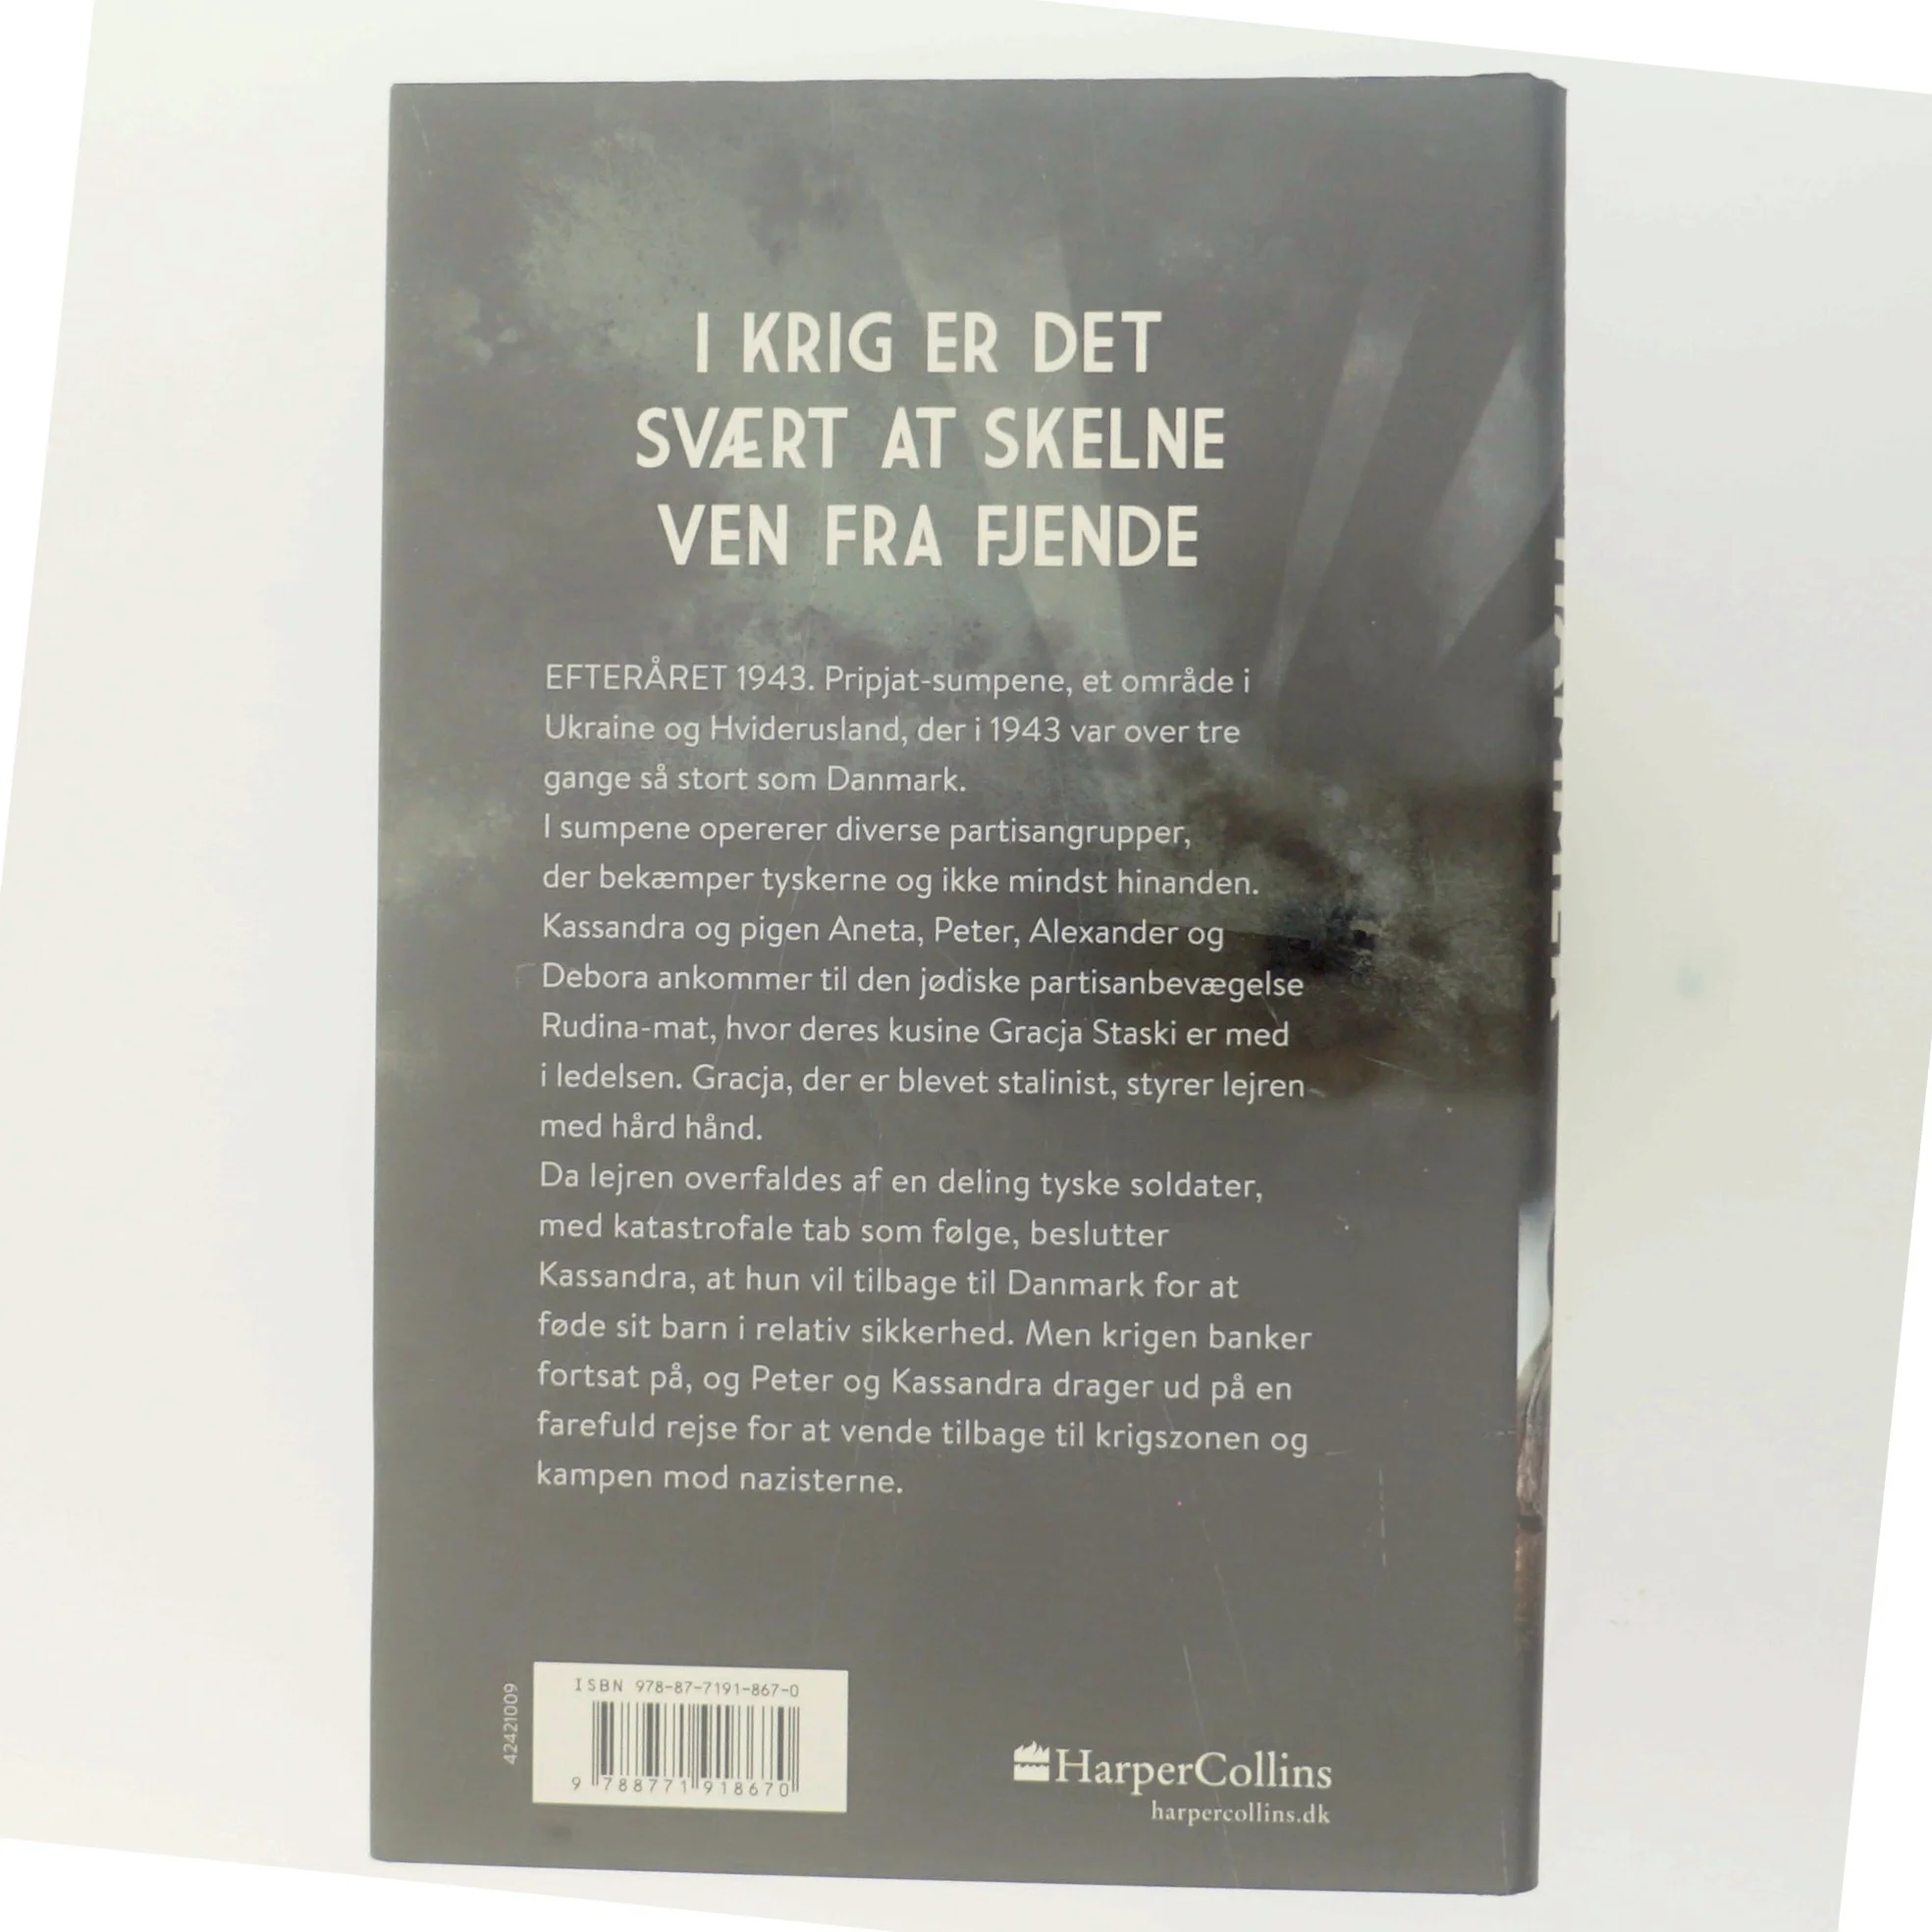 I KRIG ER DET
SVÆRT AT SKELNE
VEN FRA FJENDE
EFTERÅRET 1943. Pripjat-sumpene, et område i
Ukraine og Hviderusland, der i 1943 var over tre
gange så stort som Danmark.
I sumpene opererer diverse partisangrupper,
der bekæmper tyskerne og ikke mindst hinanden.
Kassandra og pigen Aneta, Peter, Alexander og
Debora ankommer til den jødiske partisanbevægelse
Rudina-mat, hvor deres kusine Gracja Staski er med
i ledelsen. Gracja, der er blevet stalinist, styrer lejren
med hård hånd.
Da lejren overfaldes af en deling tyske soldater,
med katastrofale tab som følge, beslutter
Kassandra, at hun vil tilbage til Danmark for at
føde sit barn i relativ sikkerhed. Men krigen banker
fortsat på, og Peter og Kassandra drager ud på en
farefuld rejse for at vende tilbage til krigszonen og
kampen mod nazisterne.
42421009
ISBN 978-87-7191-867-0
9 788771 918670
HarperCollins
harpercollins.dk